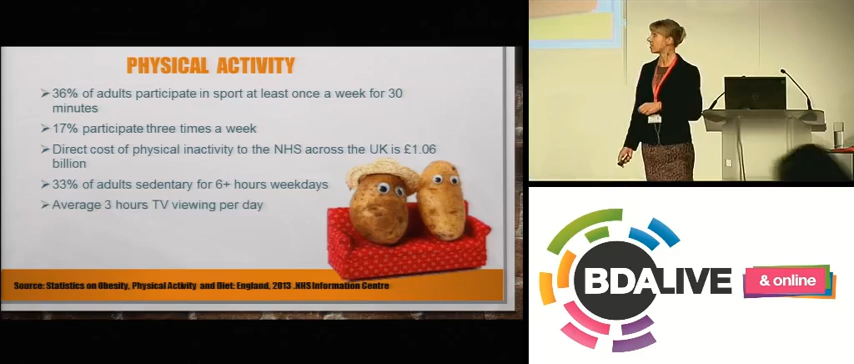 PHYSICAL ACTIVITY
➢36% of adults participate in sport at least once a week for 30
minutes
➢17% participate three times a week
➢Direct cost of physical inactivity to the NHS across the UK is £1.06
billion
➢33% of adults sedentary for 6+ hours weekdays
➢Average 3 hours TV viewing per day
Source: Statistics on Obesity, Physical Activity and Diet: England, 2013 .NHS Information Centre
BDALIVE & online